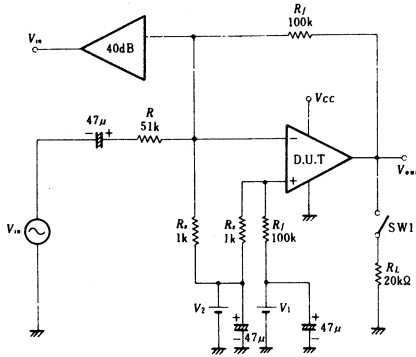 Vin
40dB
Rf
100k
47μ
R
51k
VCC
D.U.T
Vout
Rs
1k
Rs
1k
Rf
100k
SW1
Vin
RL
20kΩ
V2
47μ
V1
47μ